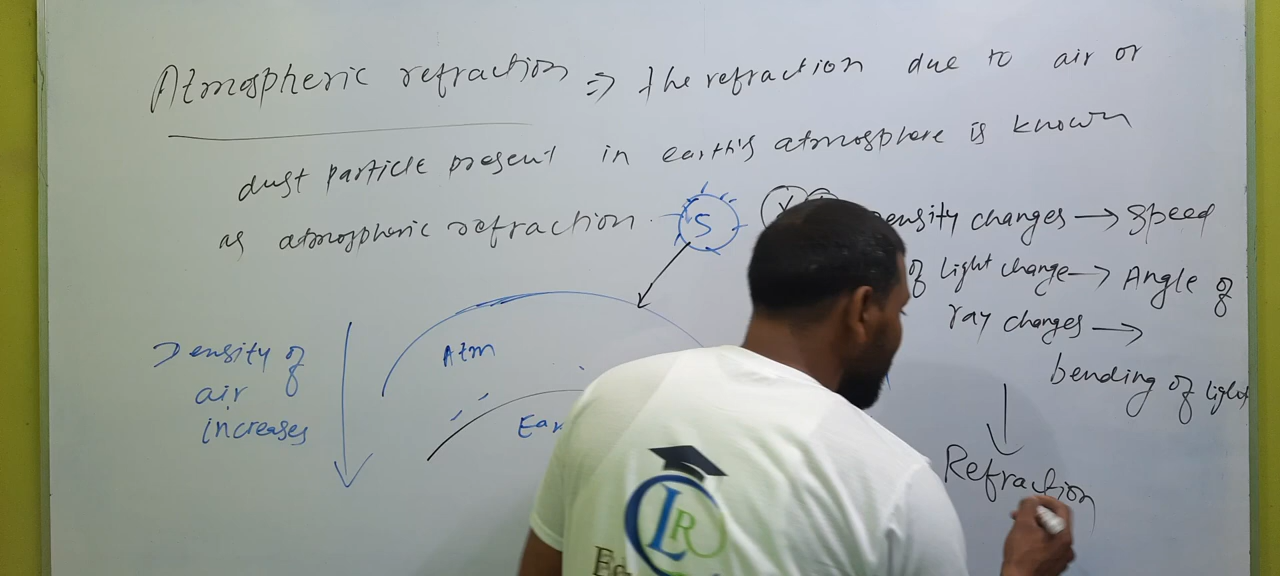 Atmospheric refraction => the refraction due to air or
dust particle present in earth's atmosphere is known
as atmospheric refraction.
S
density changes → Speed
of light change → Angle of
ray changes →
bending of light
Refraction
Density of
air
increases
Atm
Ear
LR